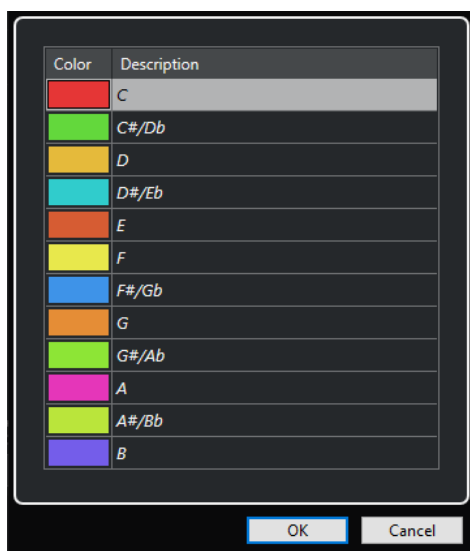 Color Description
C
C#/Db
D
D#/Eb
E
F
F#/Gb
G
G#/Ab
A
A#/Bb
B
OK Cancel